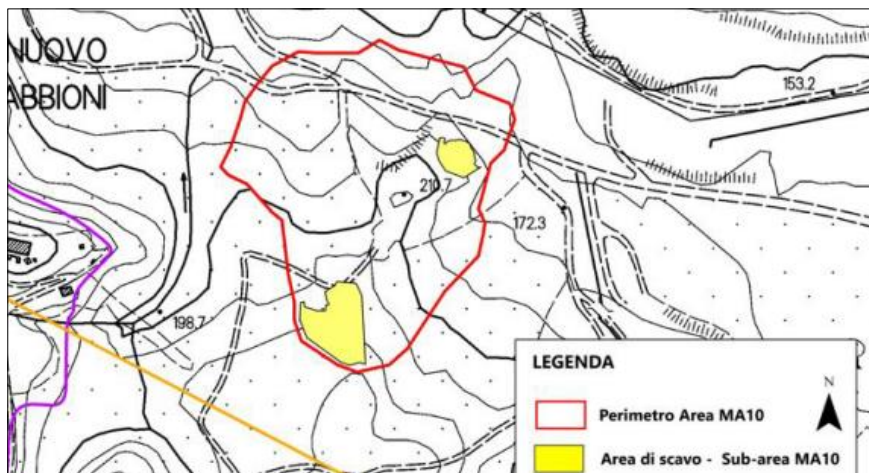 NUOVO
ABBIONI
153.2
210.7
172.3
198.7
LEGENDA
N
Perimetro Area MA10
Area di scavo - Sub-area MA10